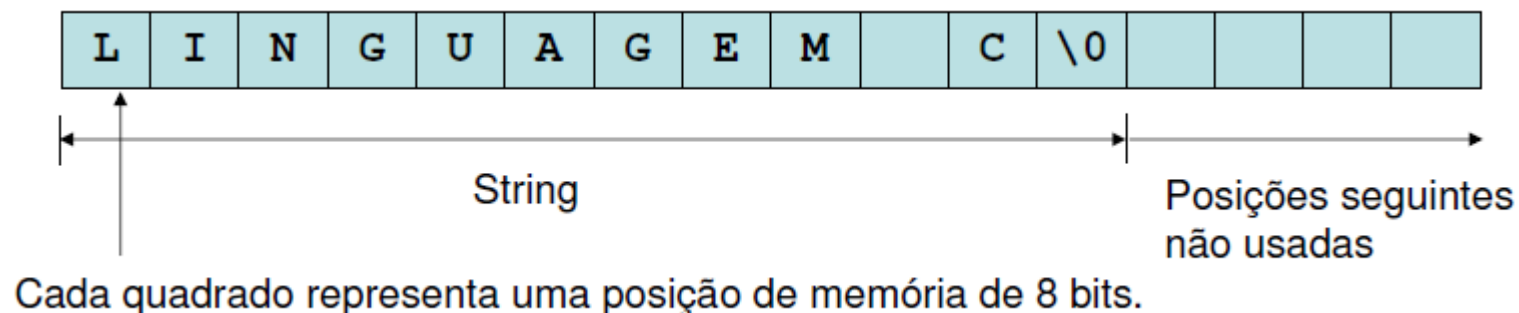 L I N G U A G E M C \0
String
Posições seguintes
não usadas
Cada quadrado representa uma posição de memória de 8 bits.